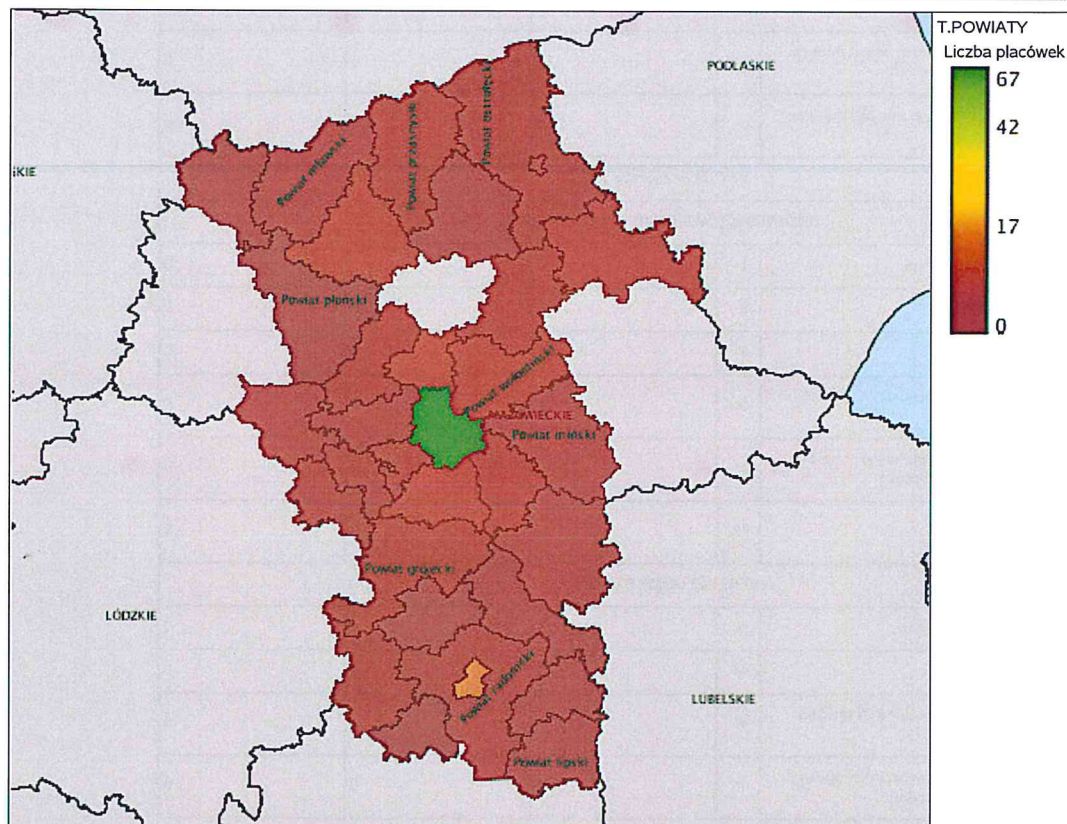 T.POWIATY
Liczba placówek
67
42
17
0
PODLASKIE
Powiat ostrołęcki
Powiat przasnyski
Powiat mławski
SKIE
Powiat płoński
Powiat wołomiński
MAZOWIECKIE
Powiat miński
Powiat grójecki
ŁÓDZKIE
Powiat radomski
LUBELSKIE
Powiat lipski